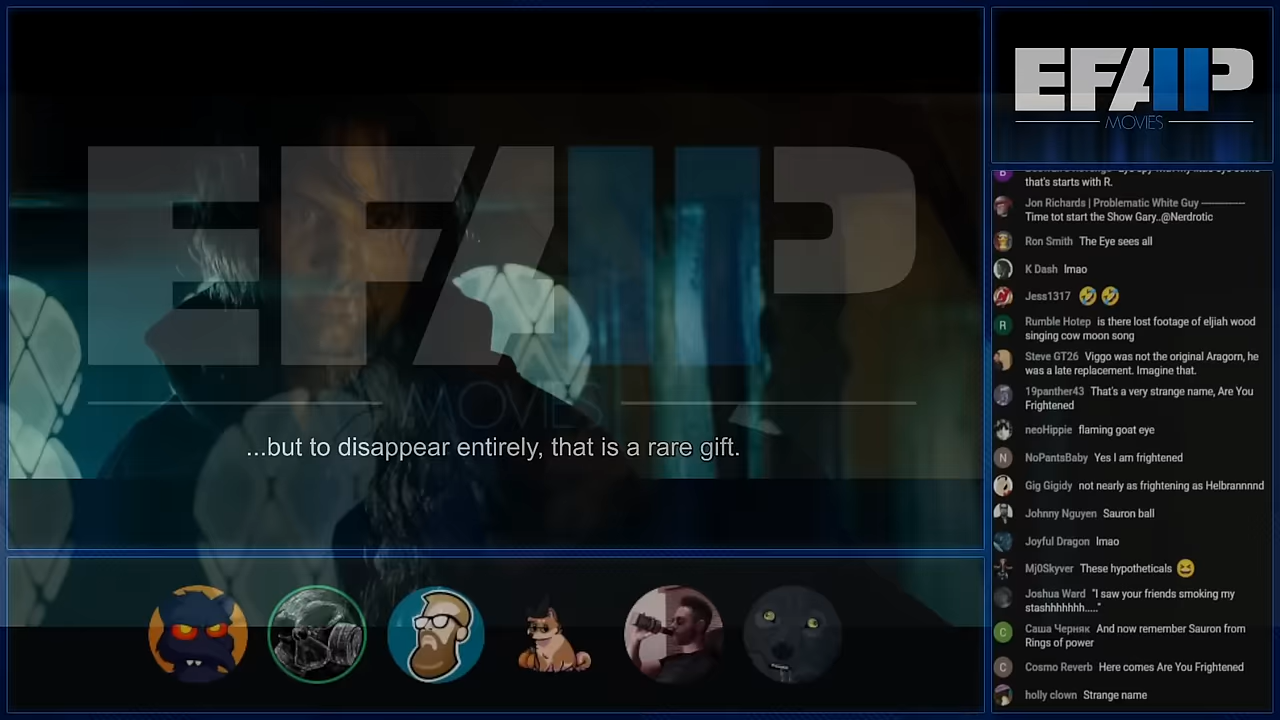 EFAP
MOVIES
...but to disappear entirely, that is a rare gift.
EFAP
MOVIES
that's starts with R.
Jon Richards | Problematic White Guy ----------------
Time tot start the Show Gary..@Nerdrotic
Ron Smith The Eye sees all
K Dash lmao
Jess1317 🤣 🤣
Rumble Hotep is there lost footage of eljiah wood
singing cow moon song
Steve GT26 Viggo was not the original Aragorn, he
was a late replacement. Imagine that.
19panther43 That's a very strange name, Are You
Frightened
neoHippie flaming goat eye
NoPantsBaby Yes I am frightened
Gig Gigidy not nearly as frightening as Helbrannnnd
Johnny Nguyen Sauron ball
Joyful Dragon lmao
Mj0Skyver These hypotheticals 😆
Joshua Ward "I saw your friends smoking my
stashhhhhhh....."
Саша Черняк And now remember Sauron from
Rings of power
Cosmo Reverb Here comes Are You Frightened
holly clown Strange name